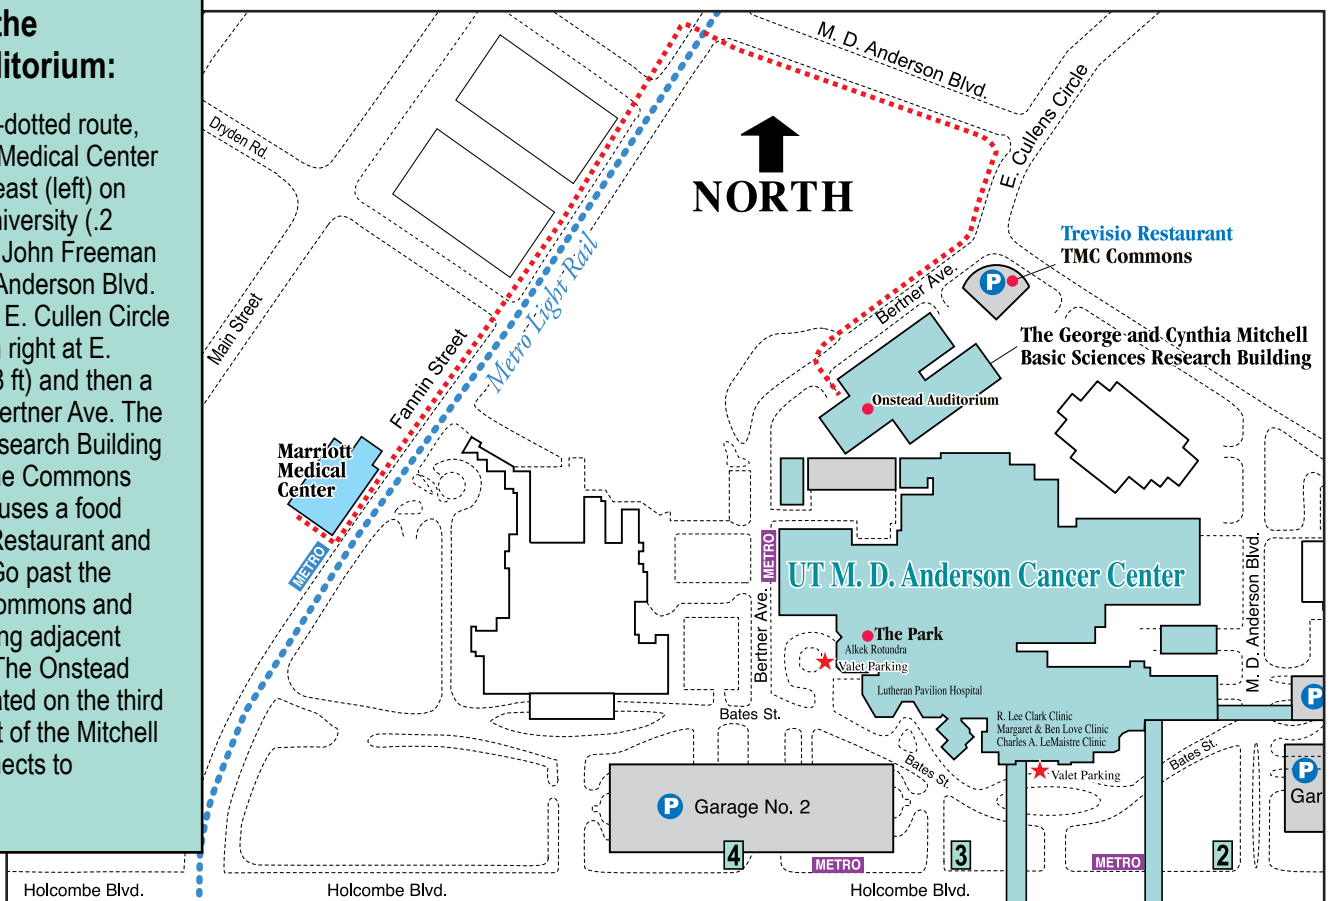 the
litorium:
-dotted route,
Medical Center
east (left) on
niversity (.2
John Freeman
Anderson Blvd.
E. Cullen Circle
right at E.
3 ft) and then a
ertner Ave. The
search Building
ne Commons
uses a food
Restaurant and
Go past the
ommons and
ng adjacent
The Onstead
ated on the third
t of the Mitchell
nects to
M. D. Anderson Blvd.
E. Cullens Circle
Dryden Rd.
NORTH
Trevisio Restaurant
TMC Commons
P
Bertner Ave.
Metro Light Rail
Main Street
Fannin Street
The George and Cynthia Mitchell
Basic Sciences Research Building
Onstead Auditorium
Marriott
Medical
Center
METRO
METRO
UT M. D. Anderson Cancer Center
Bertner Ave.
M. D. Anderson Blvd.
The Park
Alkek Rotundra
Valet Parking
Lutheran Pavilion Hospital
P
Bates St.
R. Lee Clark Clinic
Margaret & Ben Love Clinic
Charles A. LeMaistre Clinic
Bates St.
Bates St.
Valet Parking
P
Gar
P Garage No. 2
4
3
2
METRO
METRO
Holcombe Blvd.
Holcombe Blvd.
Holcombe Blvd.